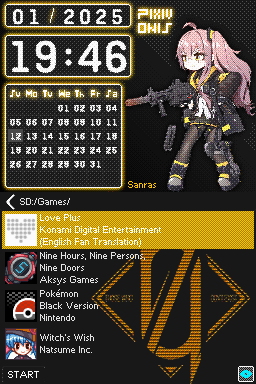 01 / 2025
PIXIV
OMIS
19:46
Su Mo Tu We Th Fr Sa
01 02 03 04
05 06 07 08 09 10 11
12 13 14 15 16 17 18
19 20 21 22 23 24 25
26 27 28 29 30 31
Sanras
SD:/Games/
Love Plus
Konami Digital Entertainment
(English Fan Translation)
Nine Hours, Nine Persons,
Nine Doors
Aksys Games
Pokémon
Black Version
Nintendo
Witch's Wish
Natsume Inc.
START